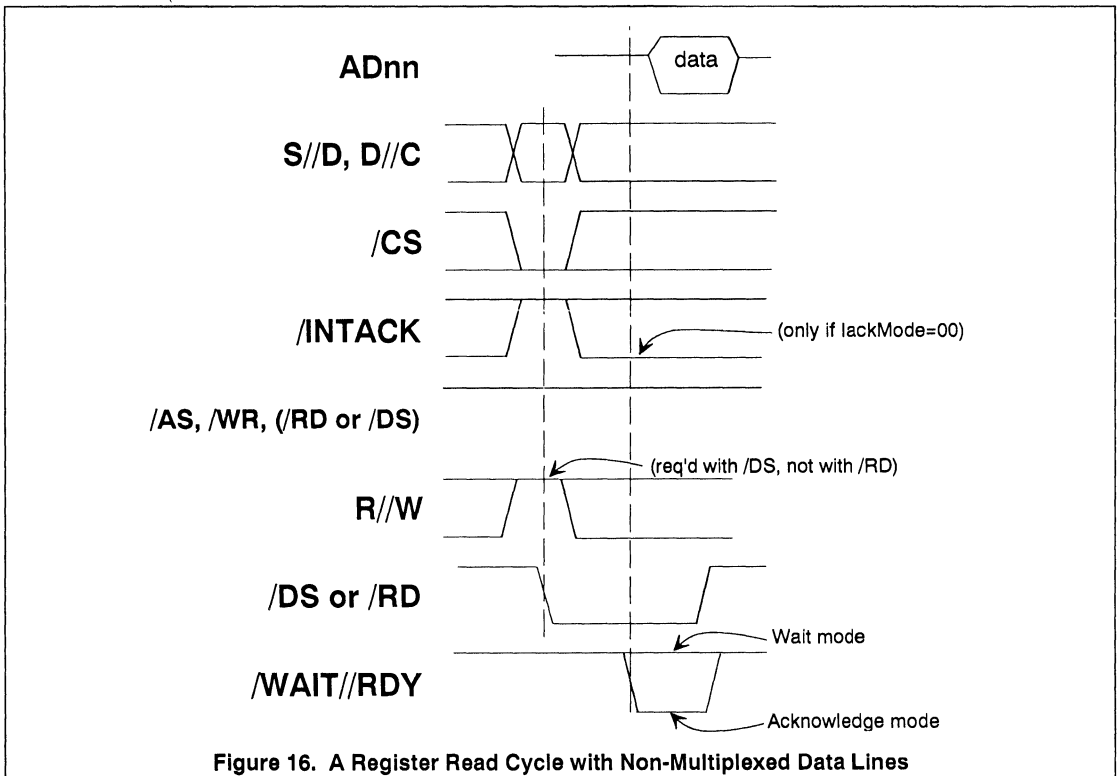 ADnn
data
S//D, D//C
/CS
/INTACK
(only if IackMode=00)
/AS, /WR, (/RD or /DS)
(req'd with /DS, not with /RD)
R//W
/DS or /RD
Wait mode
/WAIT//RDY
Acknowledge mode
Figure 16. A Register Read Cycle with Non-Multiplexed Data Lines